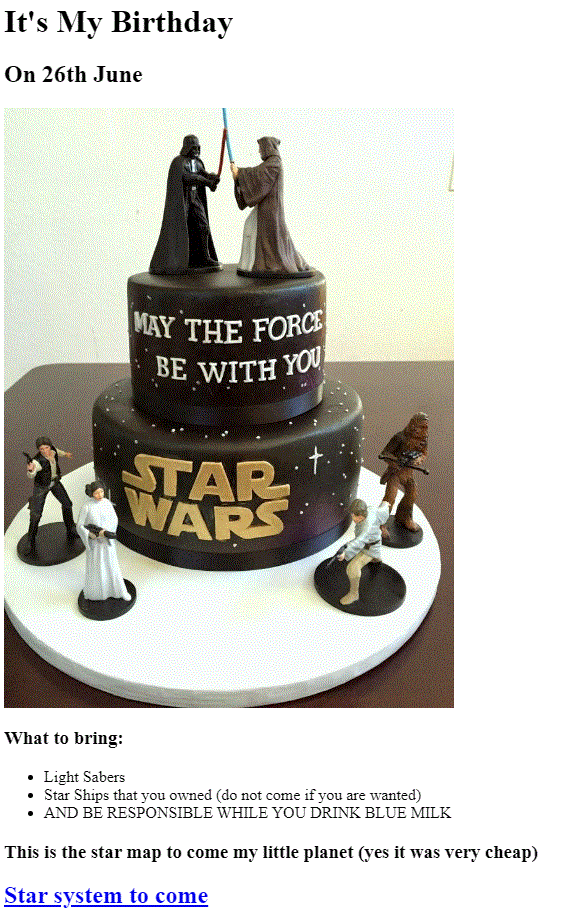 It's My Birthday
On 26th June
MAY THE FORCE
BE WITH YOU
STAR
WARS
What to bring:
Light Sabers
Star Ships that you owned (do not come if you are wanted)
AND BE RESPONSIBLE WHILE YOU DRINK BLUE MILK
This is the star map to come my little planet (yes it was very cheap)
Star system to come